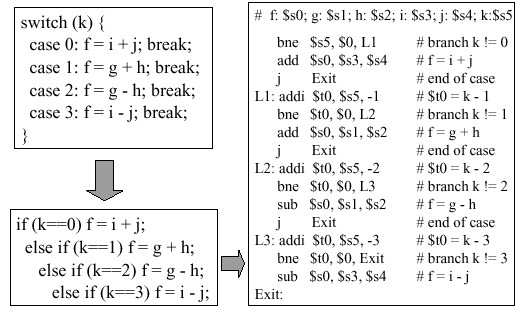 switch (k) {
case 0: f = i + j; break;
case 1: f = g + h; break;
case 2: f = g - h; break;
case 3: f = i - j; break;
}
if (k==0) f = i + j;
else if (k==1) f = g + h;
else if (k==2) f = g - h;
else if (k==3) f = i - j;
# f: $s0; g: $s1; h: $s2; i: $s3; j: $s4; k:$s5
bne $s5, $0, L1 # branch k != 0
add $s0, $s3, $s4 # f = i + j
j Exit # end of case
L1: addi $t0, $s5, -1 # $t0 = k - 1
bne $t0, $0, L2 # branch k != 1
add $s0, $s1, $s2 # f = g + h
j Exit # end of case
L2: addi $t0, $s5, -2 # $t0 = k - 2
bne $t0, $0, L3 # branch k != 2
sub $s0, $s1, $s2 # f = g - h
j Exit # end of case
L3: addi $t0, $s5, -3 # $t0 = k - 3
bne $t0, $0, Exit # branch k != 3
sub $s0, $s3, $s4 # f = i - j
Exit: